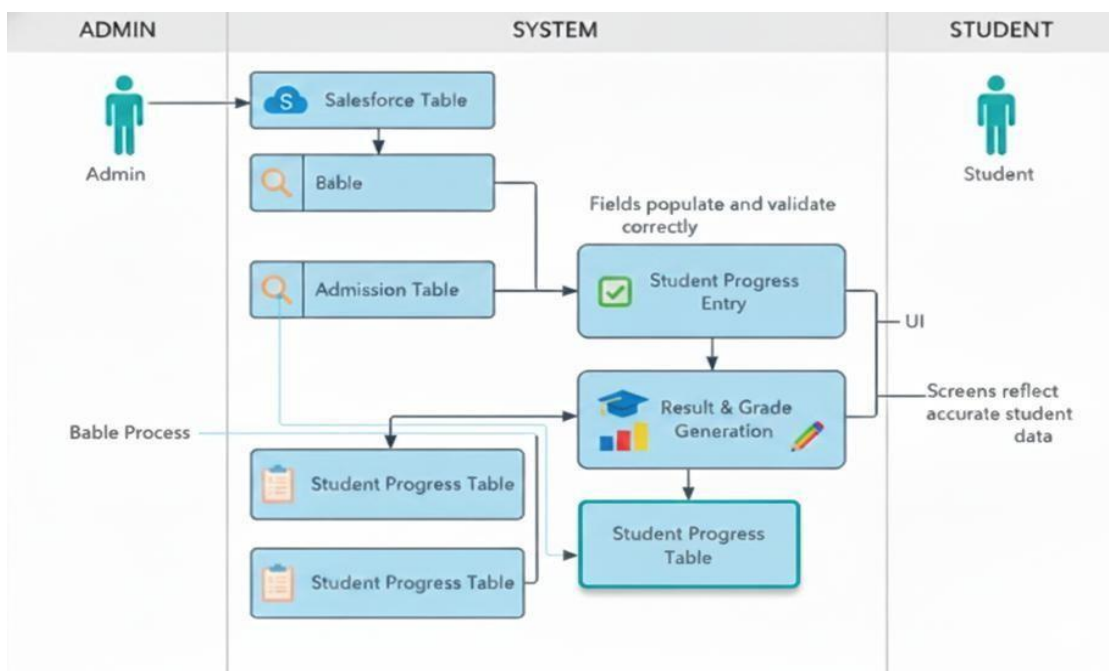 ADMIN
SYSTEM
STUDENT
Salesforce Table
Admin
Bable
Student
Fields populate and validate
correctly
Admission Table
Student Progress
Entry
UI
Result & Grade
Generation
Screens reflect
accurate student
data
Bable Process
Student Progress Table
Student Progress
Table
Student Progress Table